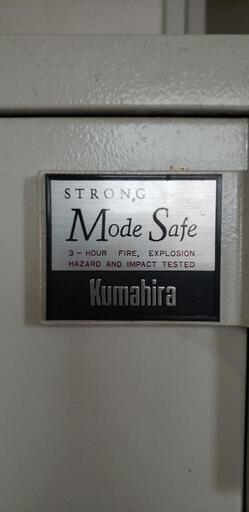 STRONG
Mode Safe
3-HOUR FIRE, EXPLOSION
HAZARD AND IMPACT TESTED
Kumahira